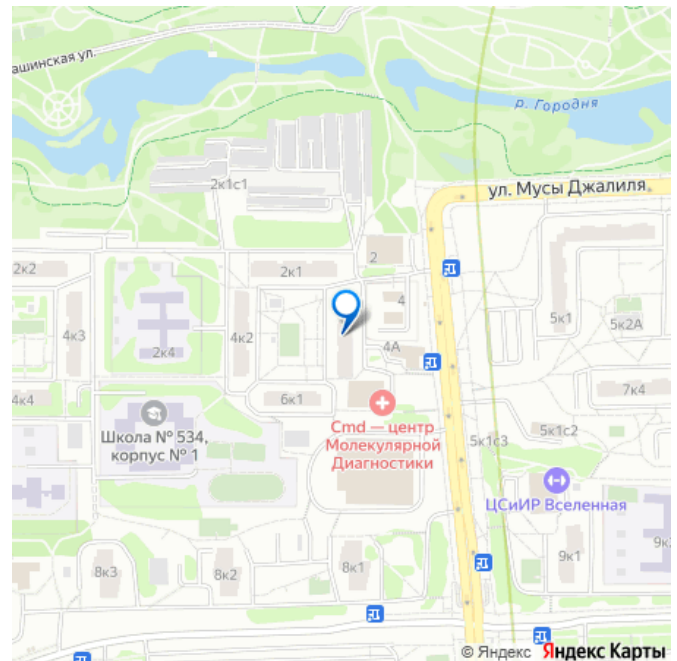 ашинская ул.
р. Городня
2к1с1
ул. Мусы Джалиля
2
2к2
2к1
4
5к1
5к2А
4к3
2к4
4к2
4А
7к4
4к4
6к1
Школа № 534,
корпус № 1
Cmd — центр
Молекулярной
Диагностики
5к1с3
5к1с2
ЦСиИР Вселенная
8к3
8к2
8к1
9к1
9к
© Яндекс Яндекс Карты